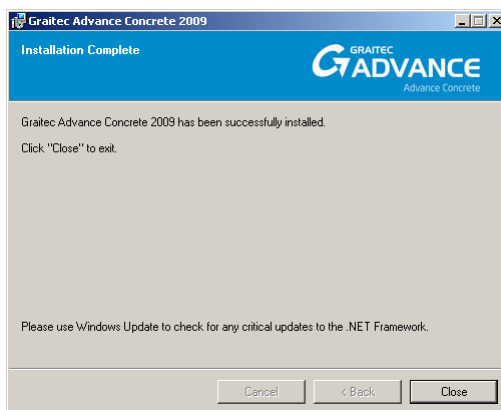 Graitec Advance Concrete 2009
Installation Complete
GRAITEC
ADVANCE
Advance Concrete
Graitec Advance Concrete 2009 has been successfully installed.
Click "Close" to exit.
Please use Windows Update to check for any critical updates to the .NET Framework.
Cancel
< Back
Close